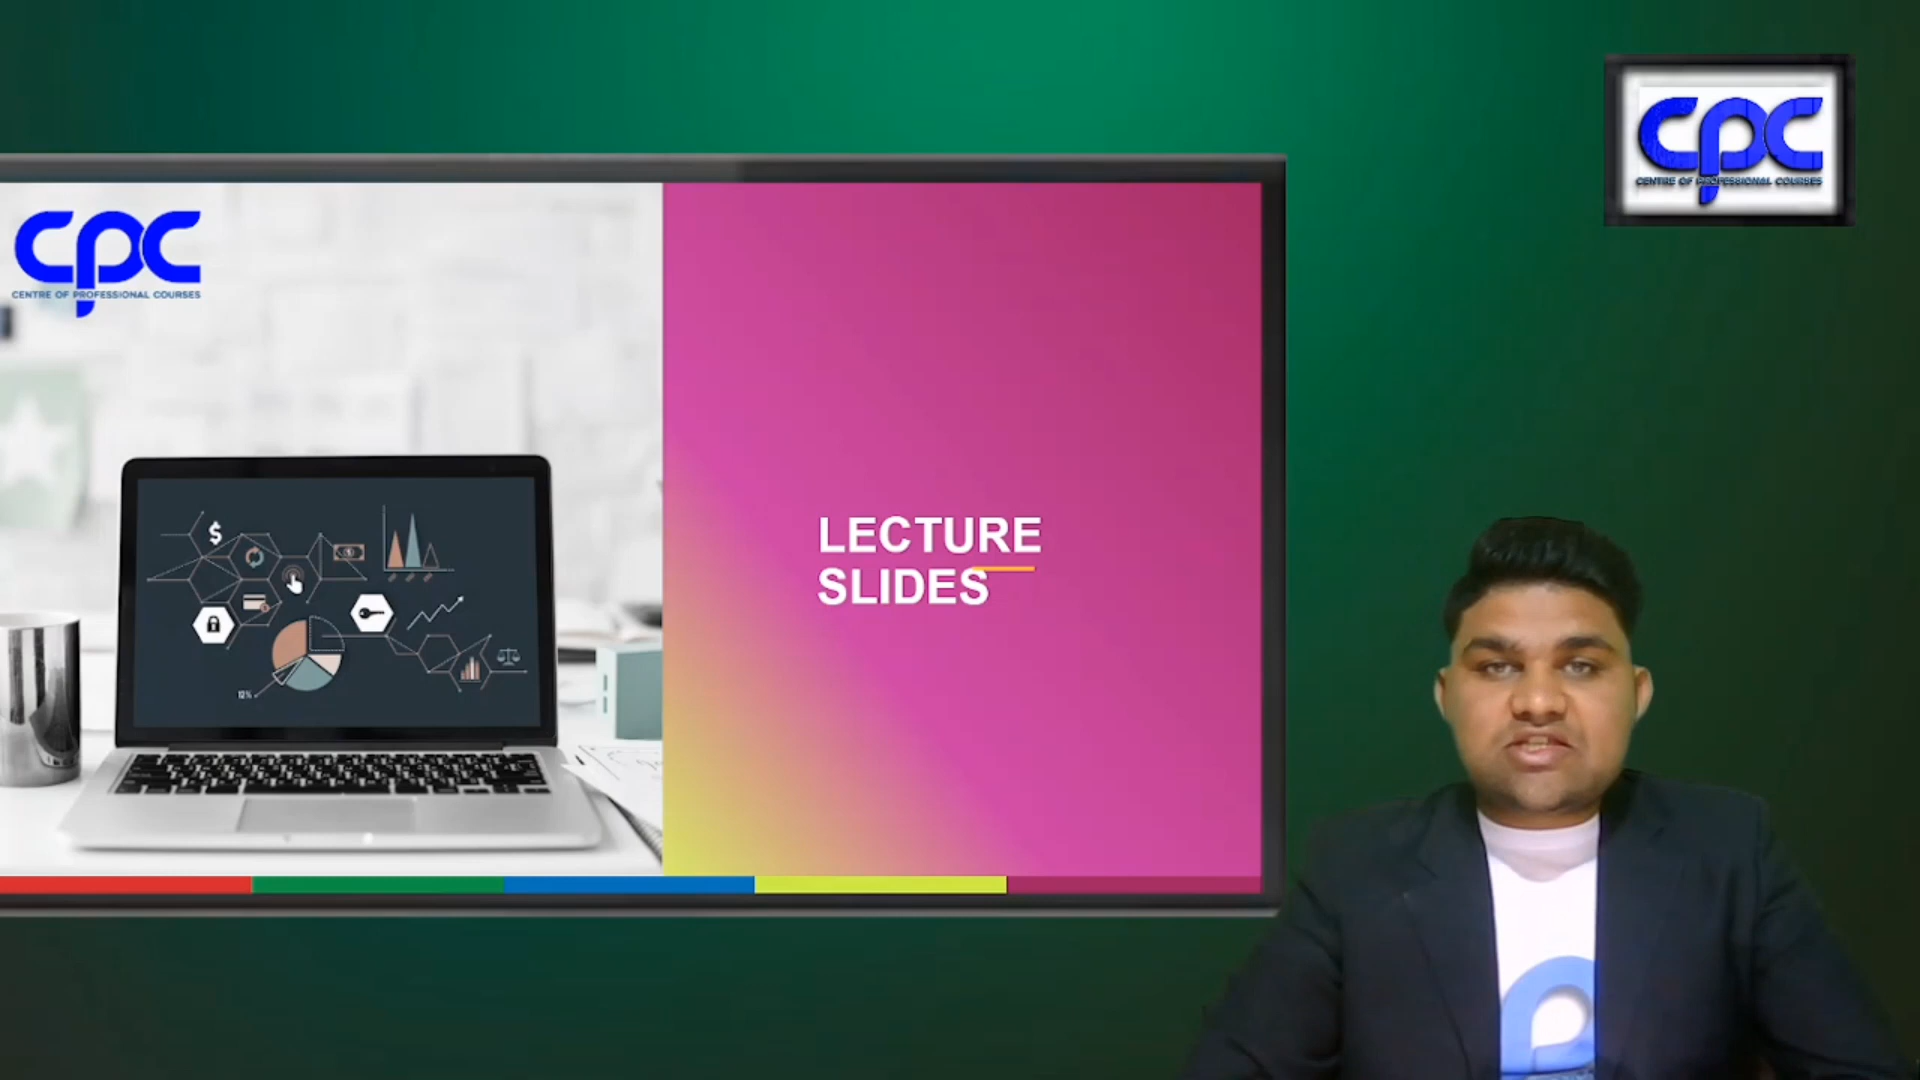 cpc
CENTRE OF PROFESSIONAL COURSES
cpc
CENTRE OF PROFESSIONAL COURSES
$
12%
LECTURE
SLIDES